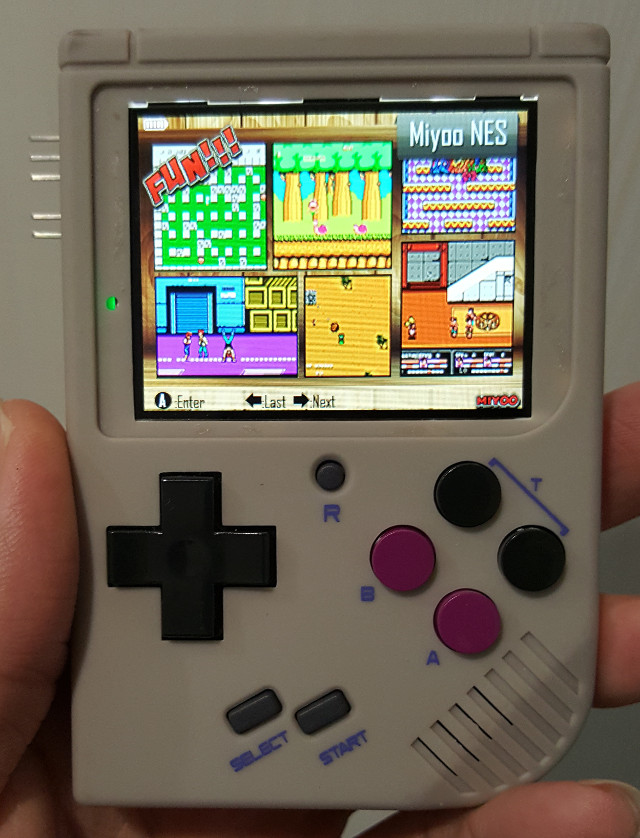 FUN!!!
Miyoo NES
A :Enter
:Last
:Next
MIYOO
R
T
B
A
SELECT
START